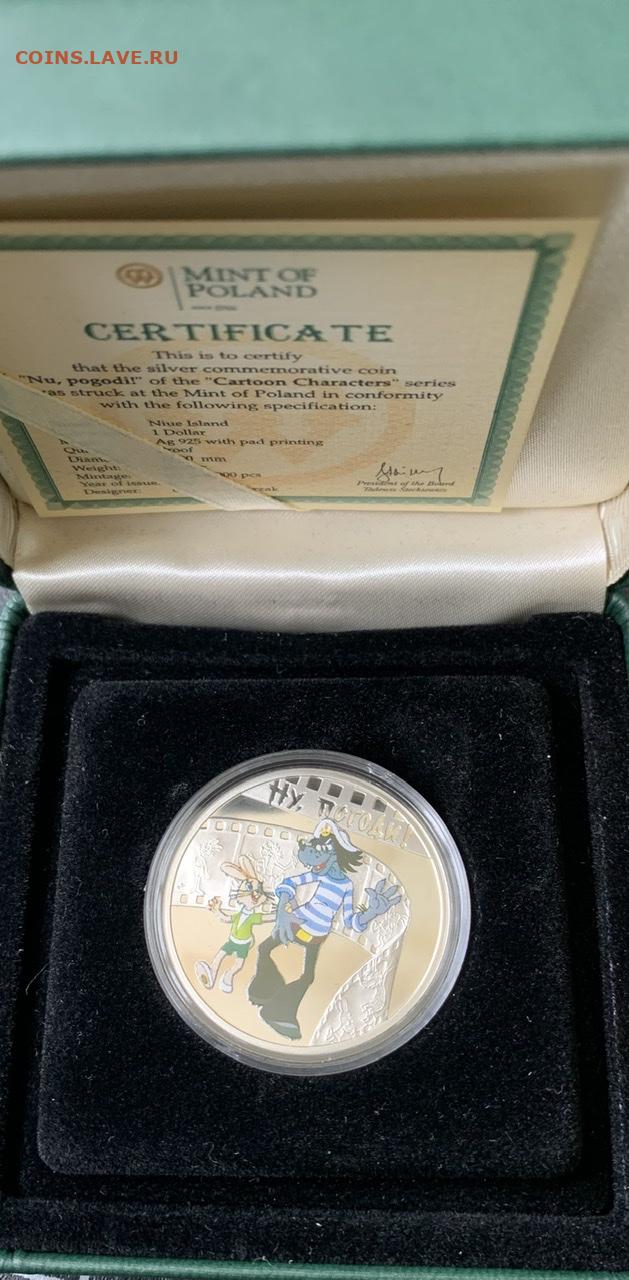 COINS.LAVE.RU
MINT OF
POLAND
CERTIFICATE
This is to certify
that the silver commemorative coin
"Nu, pogodi!" of the "Cartoon Characters" series
was struck at the Mint of Poland in conformity
with the following specification:
Niue Island
1 Dollar
Ag 925 with pad printing
mm
Weight:
pcs
Mintage:
Year of issue
Designer:
President of the Board
Tadeusz Steckiewicz
НУ, ПОГОДИ!